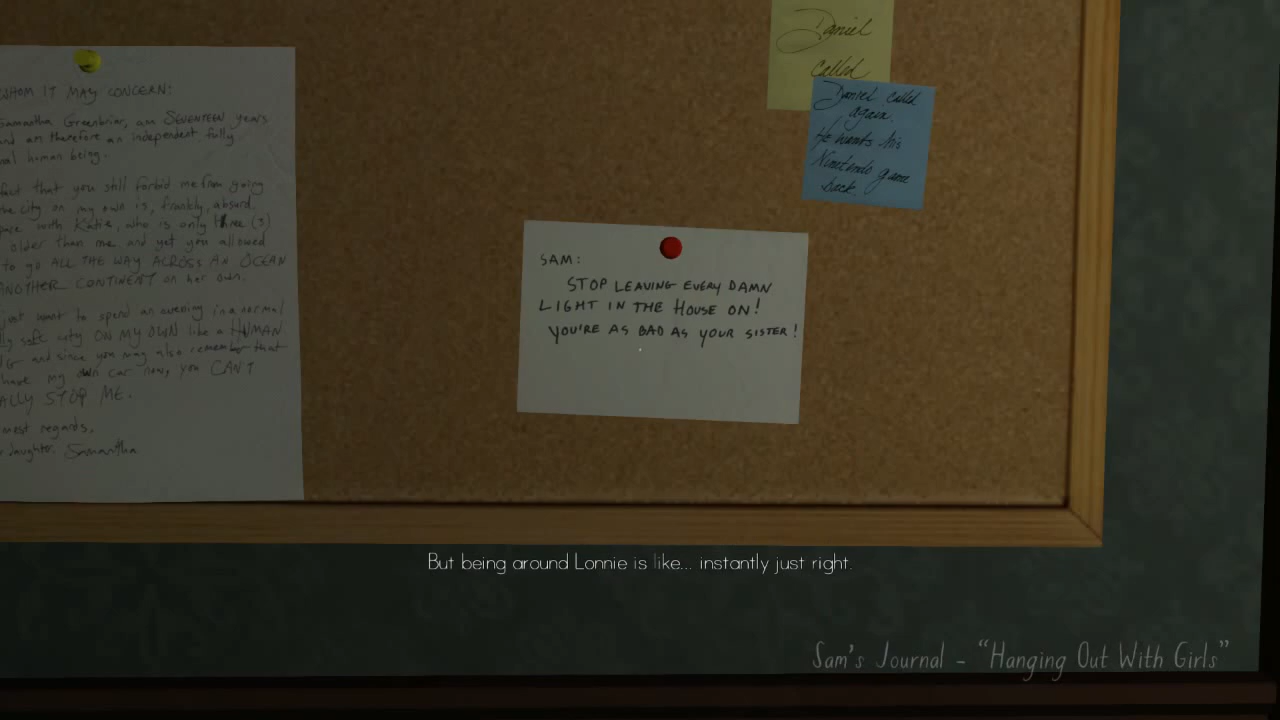 WHOM IT MAY CONCERN:
Samantha Greenbriar, am SEVENTEEN years
and am therefore an independent, fully
human being.
fact that you still forbid me from going
the city on my own is, frankly, absurd.
with Katie, who is only three (3)
older than me, and yet you allowed
to go ALL THE WAY ACROSS AN OCEAN
ANOTHER CONTINENT on her own.
just want to spend an evening in a normal
safe city ON MY OWN like a HUMAN
and since you may also remember that
have my own car now, you CAN'T
STOP ME.
regards,
daughter, Samantha
Daniel
called
Daniel called
again.
He wants his
Nintendo game
back.
SAM:
STOP LEAVING EVERY DAMN
LIGHT IN THE HOUSE ON!
YOU'RE AS BAD AS YOUR SISTER!
But being around Lonnie is like... instantly just right.
Sam's Journal - "Hanging Out With Girls"